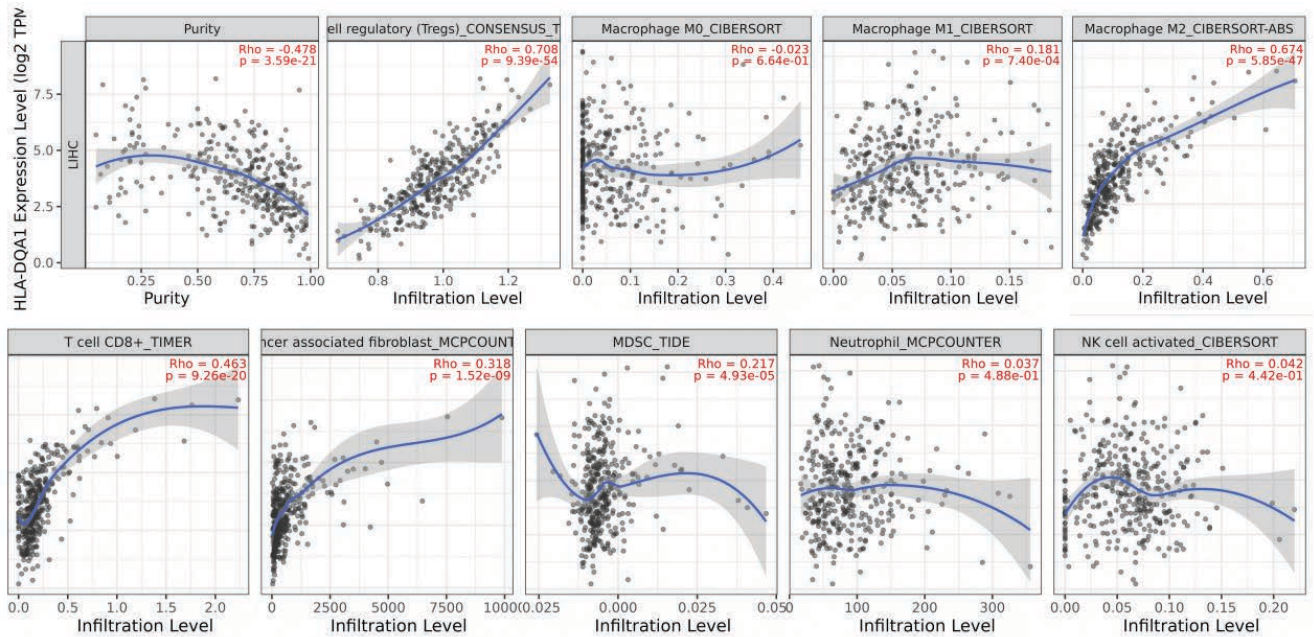 HLA-DQA1 Expression Level (log2 TPM
LIHC
Purity
Rho = -0.478
p = 3.59e-21
7.5
5.0
2.5
0.0
0.25 0.50 0.75 1.00
Purity
ell regulatory (Tregs)_CONSENSUS_T
Rho = 0.708
p = 9.39e-54
0.8 1.0 1.2
Infiltration Level
Macrophage M0_CIBERSORT
Rho = -0.023
p = 6.64e-01
0.0 0.1 0.2 0.3 0.4
Infiltration Level
Macrophage M1_CIBERSORT
Rho = 0.181
p = 7.40e-04
0.00 0.05 0.10 0.15
Infiltration Level
Macrophage M2_CIBERSORT-ABS
Rho = 0.674
p = 5.85e-47
0.0 0.2 0.4 0.6
Infiltration Level
T cell CD8+_TIMER
Rho = 0.463
p = 9.26e-20
0.0 0.5 1.0 1.5 2.0
Infiltration Level
ncer associated fibroblast_MCPCOUNT
Rho = 0.318
p = 1.52e-09
0 2500 5000 7500 1000
Infiltration Level
MDSC_TIDE
Rho = 0.217
p = 4.93e-05
0.025 0.000 0.025 0.05
Infiltration Level
Neutrophil_MCPCOUNTER
Rho = 0.037
p = 4.88e-01
0 100 200 300
Infiltration Level
NK cell activated_CIBERSORT
Rho = 0.042
p = 4.42e-01
0.00 0.05 0.10 0.15 0.20
Infiltration Level